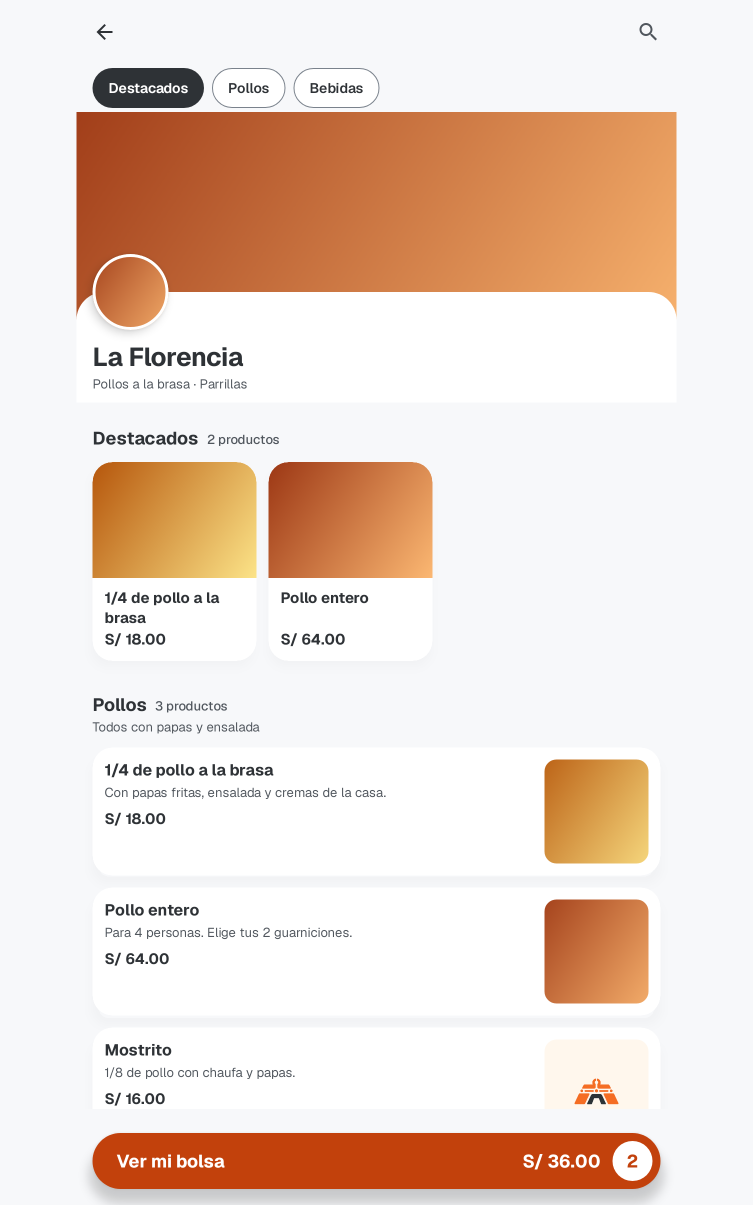 Destacados
Pollos
Bebidas
La Florencia
Pollos a la brasa · Parrillas
Destacados 2 productos
1/4 de pollo a la
brasa
S/ 18.00
Pollo entero
S/ 64.00
Pollos 3 productos
Todos con papas y ensalada
1/4 de pollo a la brasa
Con papas fritas, ensalada y cremas de la casa.
S/ 18.00
Pollo entero
Para 4 personas. Elige tus 2 guarniciones.
S/ 64.00
Mostrito
1/8 de pollo con chaufa y papas.
S/ 16.00
Ver mi bolsa S/ 36.00 2